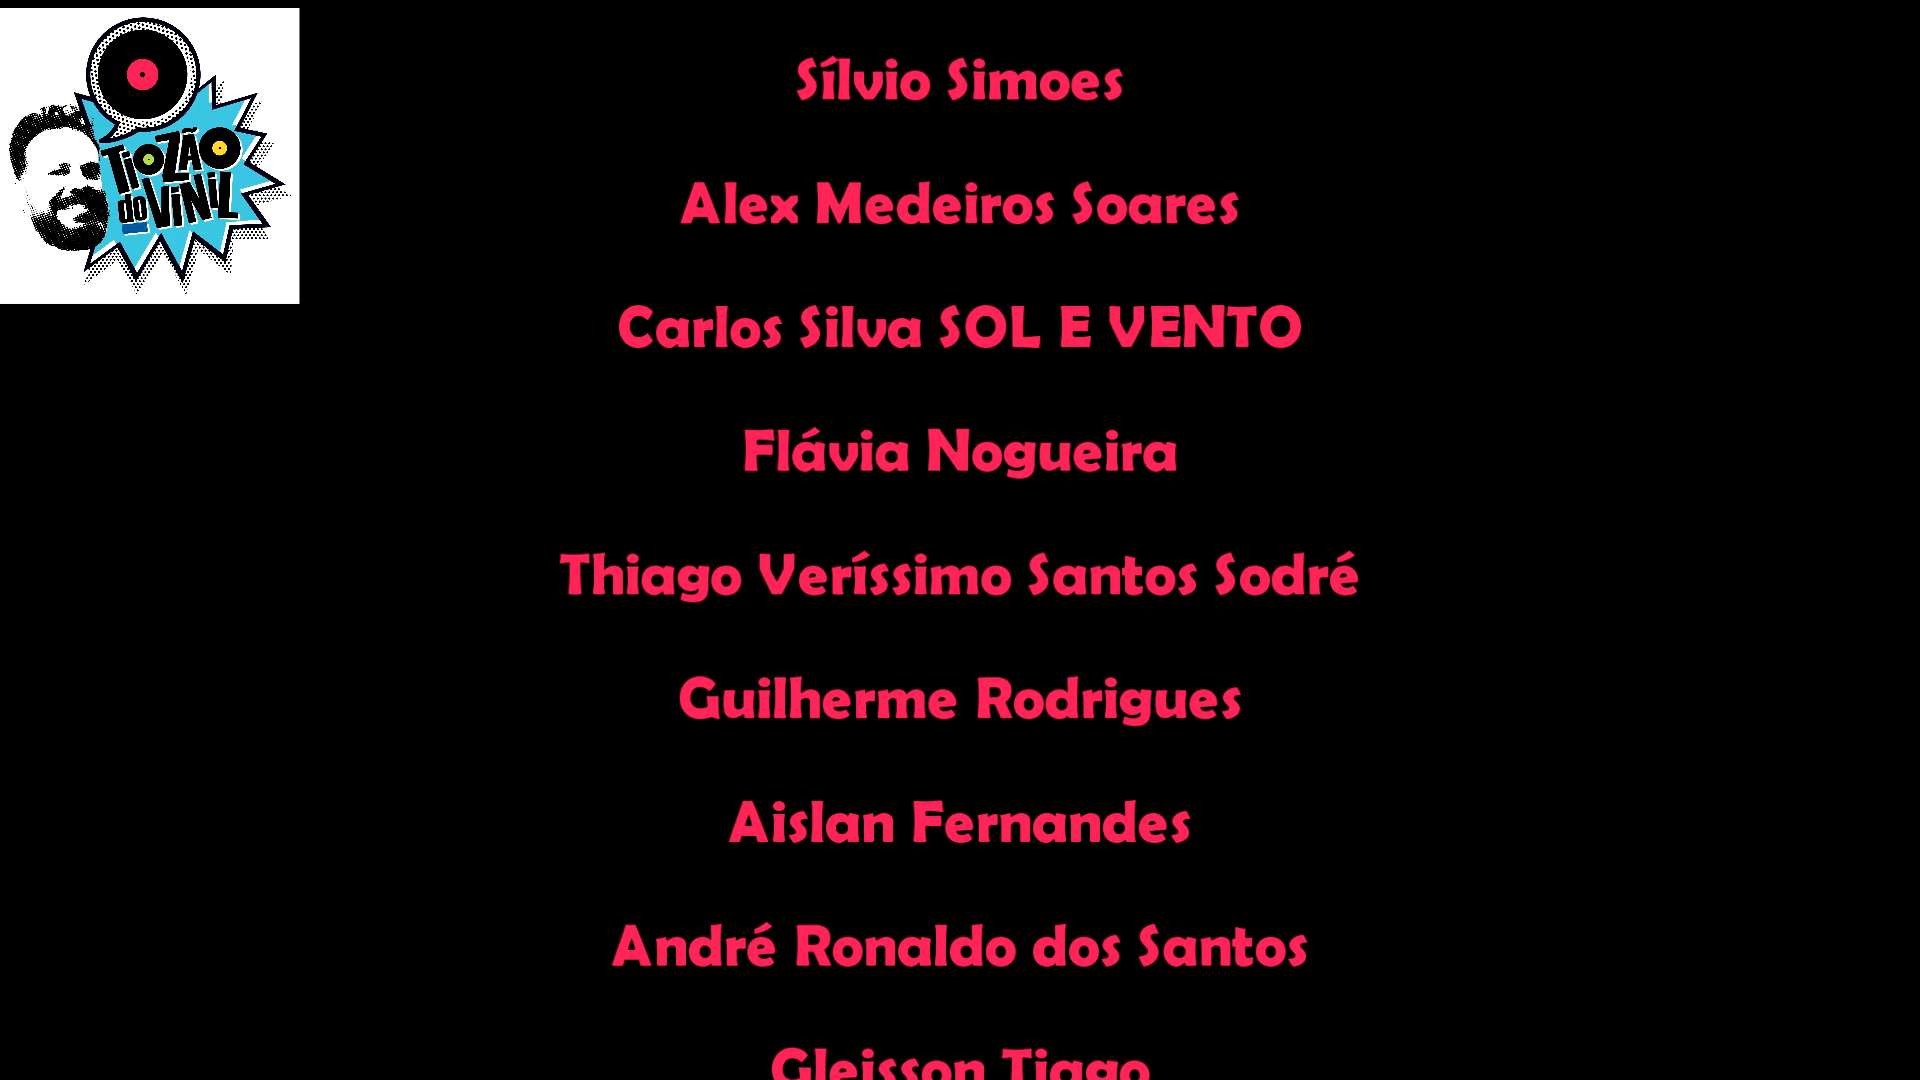 TIOZÃO
do VINIL
Sílvio Simoes
Alex Medeiros Soares
Carlos Silva SOL E VENTO
Flávia Nogueira
Thiago Veríssimo Santos Sodré
Guilherme Rodrigues
Aislan Fernandes
André Ronaldo dos Santos
Gleisson Tiago